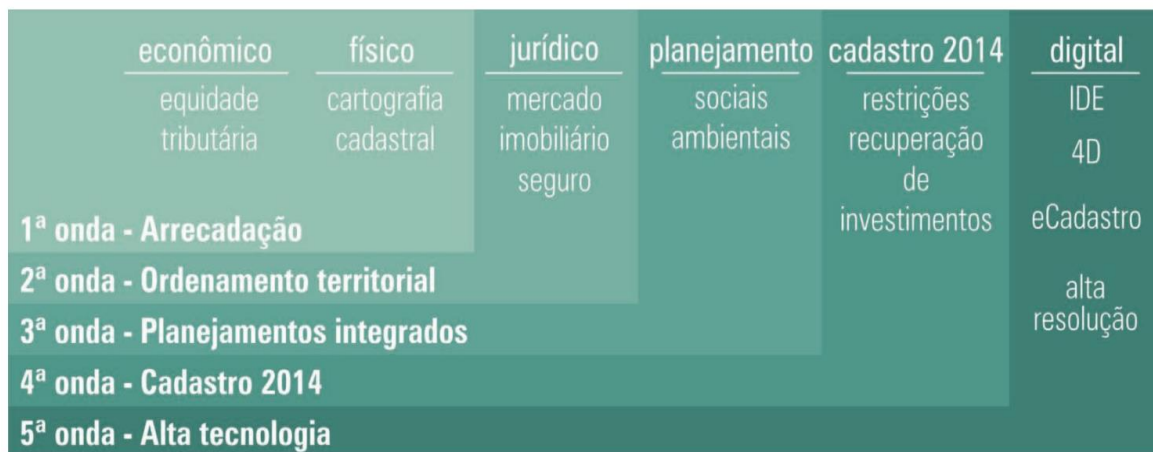 econômico
equidade
tributária
físico
cartografia
cadastral
jurídico
mercado
imobiliário
seguro
planejamento
sociais
ambientais
cadastro 2014
restrições
recuperação
de
investimentos
digital
IDE
4D
eCadastro
alta
resolução
1ª onda - Arrecadação
2ª onda - Ordenamento territorial
3ª onda - Planejamentos integrados
4ª onda - Cadastro 2014
5ª onda - Alta tecnologia